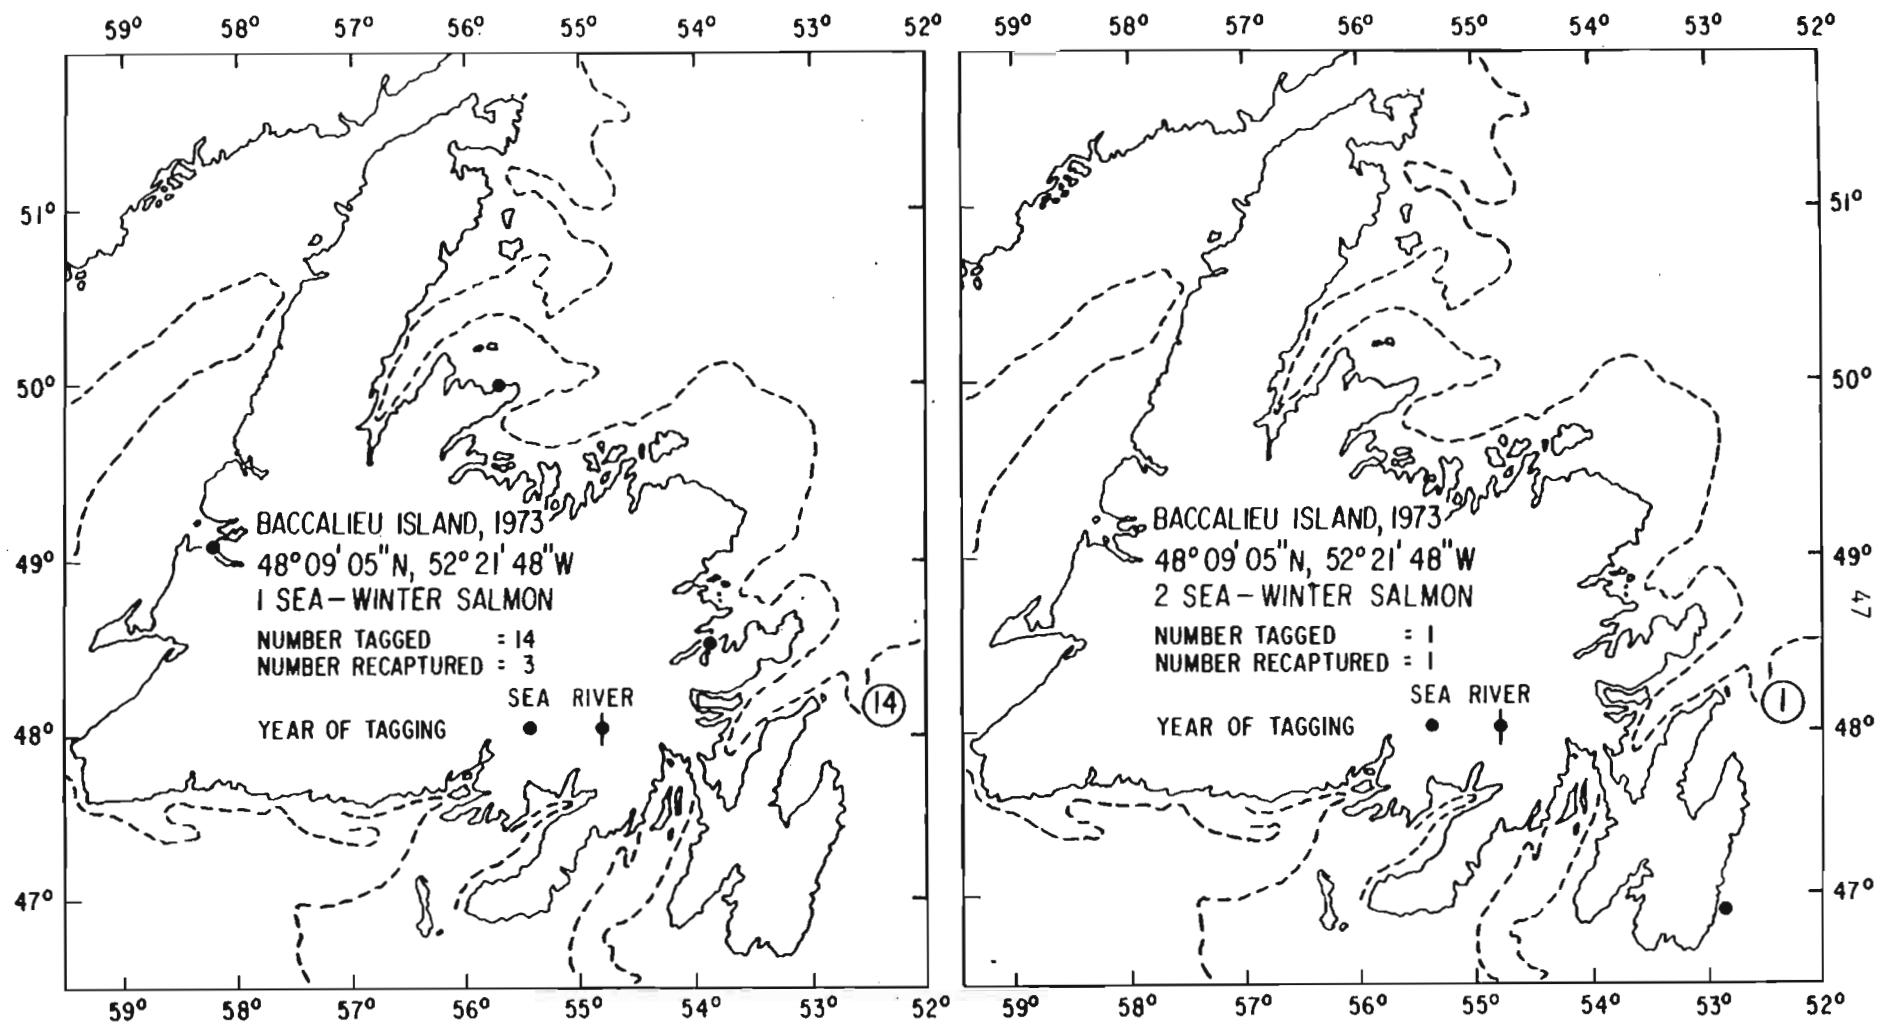 59° 58° 57° 56° 55° 54° 53° 52°
51°
50°
49°
48°
47°
BACCALIEU ISLAND, 1973
48° 09' 05" N, 52° 21' 48" W
1 SEA-WINTER SALMON
NUMBER TAGGED = 14
NUMBER RECAPTURED = 3
SEA RIVER
YEAR OF TAGGING
14
59° 58° 57° 56° 55° 54° 53° 52°
59° 58° 57° 56° 55° 54° 53° 52°
BACCALIEU ISLAND, 1973
48° 09' 05" N, 52° 21' 48" W
2 SEA-WINTER SALMON
NUMBER TAGGED = 1
NUMBER RECAPTURED = 1
SEA RIVER
YEAR OF TAGGING
1
51°
50°
49°
47
48°
47°
59° 58° 57° 56° 55° 54° 53° 52°